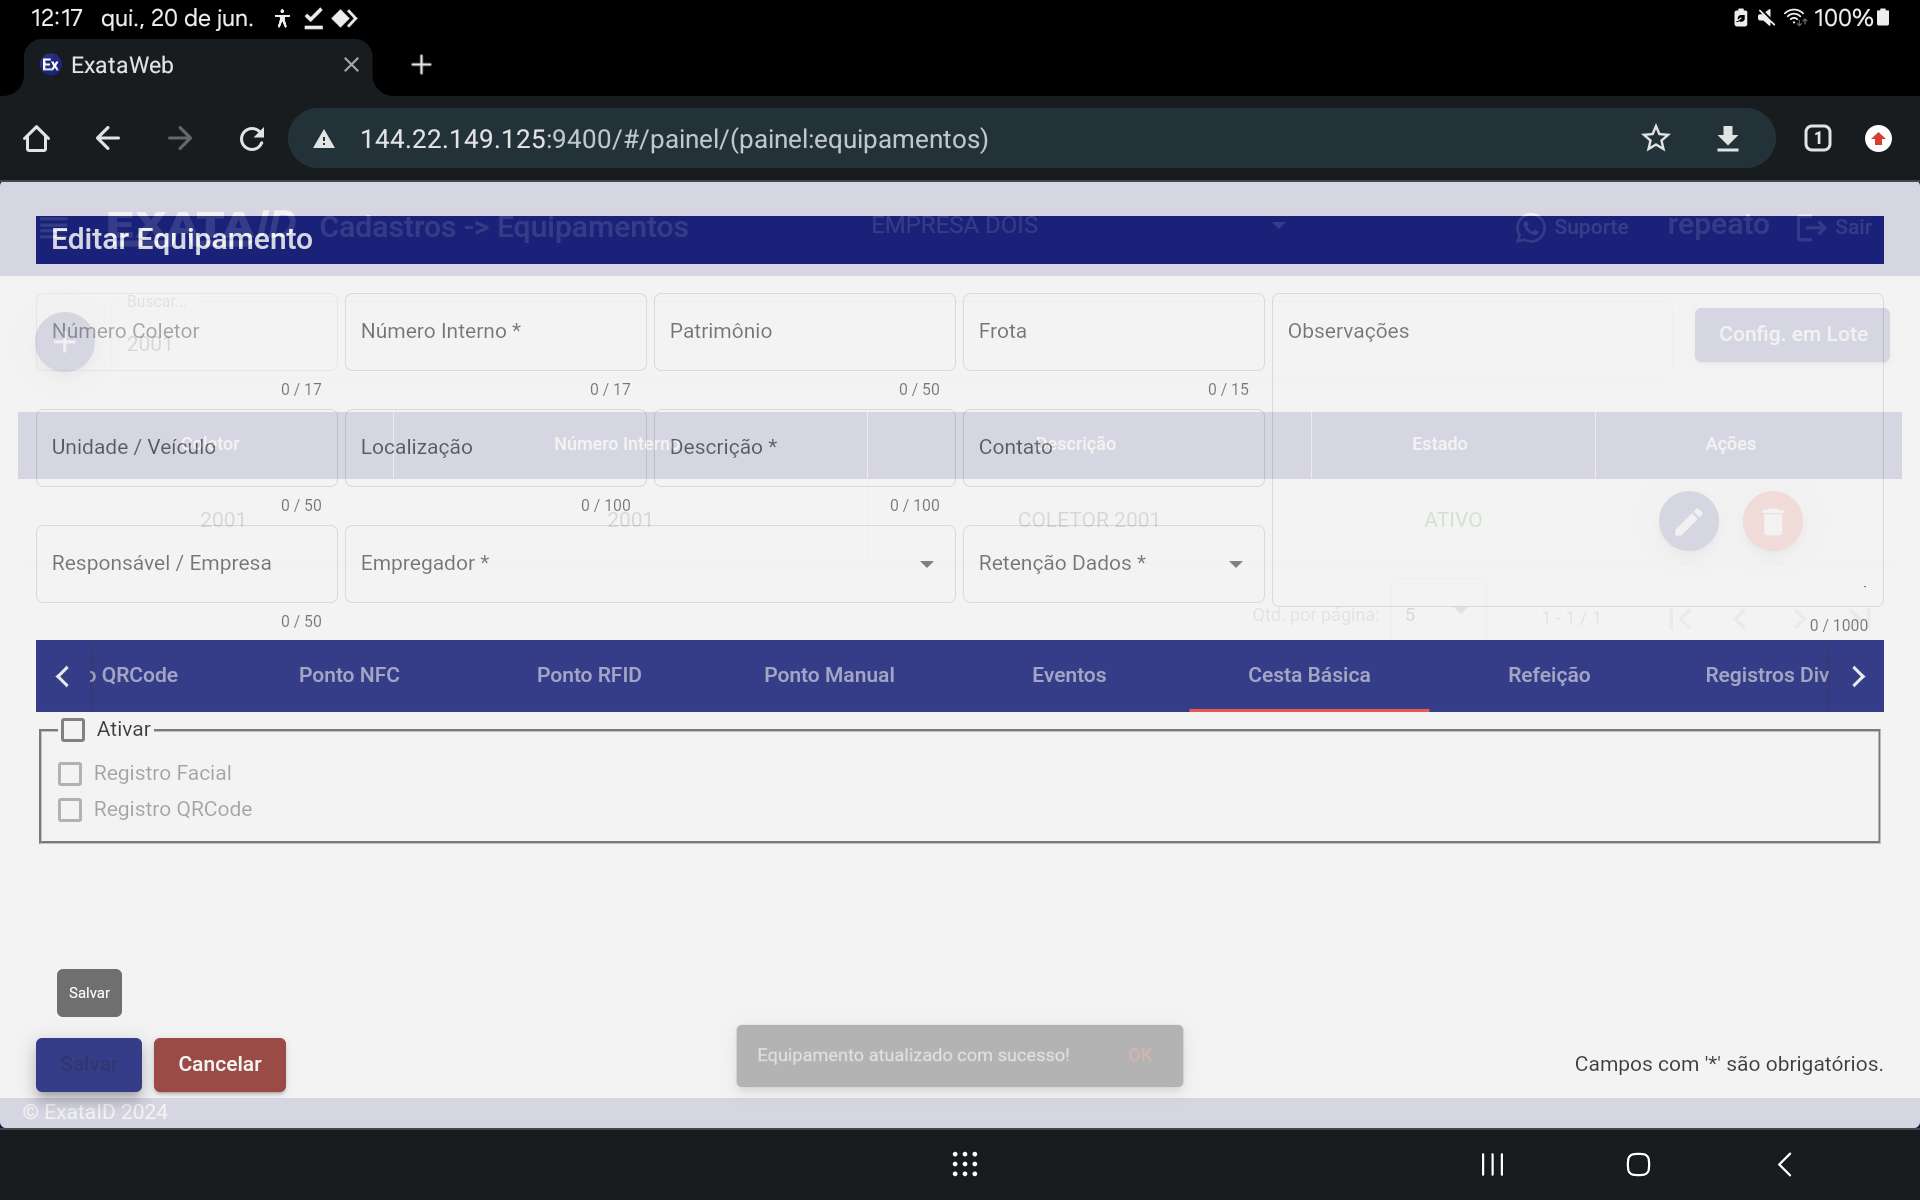 12:17 qui., 20 de jun. 100%
Ex ExataWeb
144.22.149.125:9400/#/painel/(painel:equipamentos) 1
EXATAID Cadastros -> Equipamentos EMPRESA DOIS Suporte repeato Sair
Editar Equipamento
Buscar...
2001
Config. em Lote
Número Coletor Número Interno * Patrimônio Frota Observações
0 / 17 0 / 17 0 / 50 0 / 15
Coletor Número Interno Descrição Estado Ações
Unidade / Veículo Localização Descrição * Contato
0 / 50 0 / 100 0 / 100
2001 2001 COLETOR 2001 ATIVO
Responsável / Empresa Empregador * Retenção Dados *
Qtd. por página: 5 1 - 1 / 1
0 / 50 0 / 1000
QRCode Ponto NFC Ponto RFID Ponto Manual Eventos Cesta Básica Refeição Registros Div
Ativar
Registro Facial
Registro QRCode
Salvar
Salvar Cancelar Equipamento atualizado com sucesso! OK Campos com '*' são obrigatórios.
© ExataID 2024